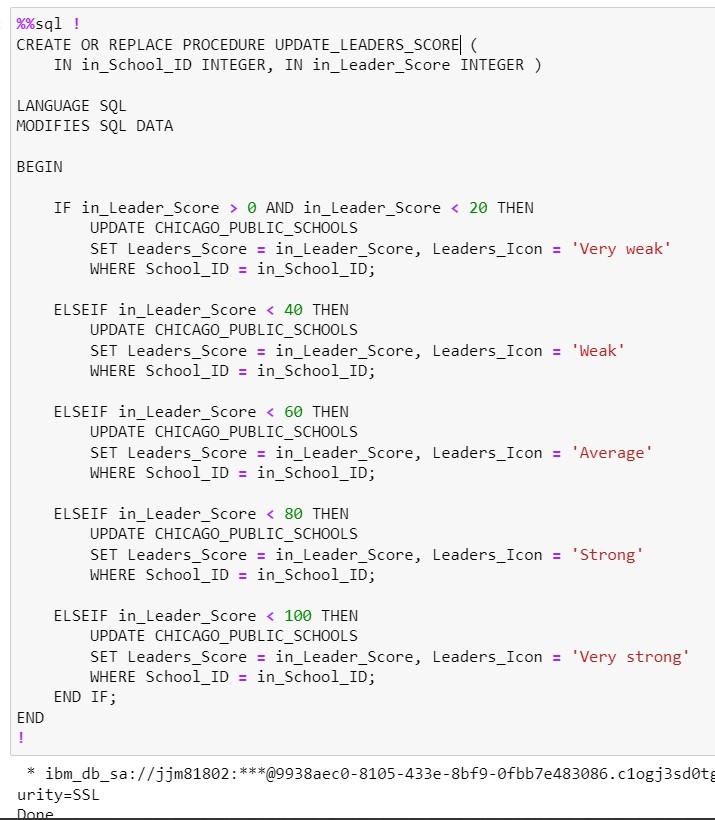 %%sql !
CREATE OR REPLACE PROCEDURE UPDATE_LEADERS_SCORE (
    IN in_School_ID INTEGER, IN in_Leader_Score INTEGER )

LANGUAGE SQL
MODIFIES SQL DATA

BEGIN

    IF in_Leader_Score > 0 AND in_Leader_Score < 20 THEN
        UPDATE CHICAGO_PUBLIC_SCHOOLS
        SET Leaders_Score = in_Leader_Score, Leaders_Icon = 'Very weak'
        WHERE School_ID = in_School_ID;

    ELSEIF in_Leader_Score < 40 THEN
        UPDATE CHICAGO_PUBLIC_SCHOOLS
        SET Leaders_Score = in_Leader_Score, Leaders_Icon = 'Weak'
        WHERE School_ID = in_School_ID;

    ELSEIF in_Leader_Score < 60 THEN
        UPDATE CHICAGO_PUBLIC_SCHOOLS
        SET Leaders_Score = in_Leader_Score, Leaders_Icon = 'Average'
        WHERE School_ID = in_School_ID;

    ELSEIF in_Leader_Score < 80 THEN
        UPDATE CHICAGO_PUBLIC_SCHOOLS
        SET Leaders_Score = in_Leader_Score, Leaders_Icon = 'Strong'
        WHERE School_ID = in_School_ID;

    ELSEIF in_Leader_Score < 100 THEN
        UPDATE CHICAGO_PUBLIC_SCHOOLS
        SET Leaders_Score = in_Leader_Score, Leaders_Icon = 'Very strong'
        WHERE School_ID = in_School_ID;
    END IF;
END
!
 * ibm_db_sa://jjm81802:***@9938aec0-8105-433e-8bf9-0fbb7e483086.c1ogj3sd0tg
urity=SSL
Done